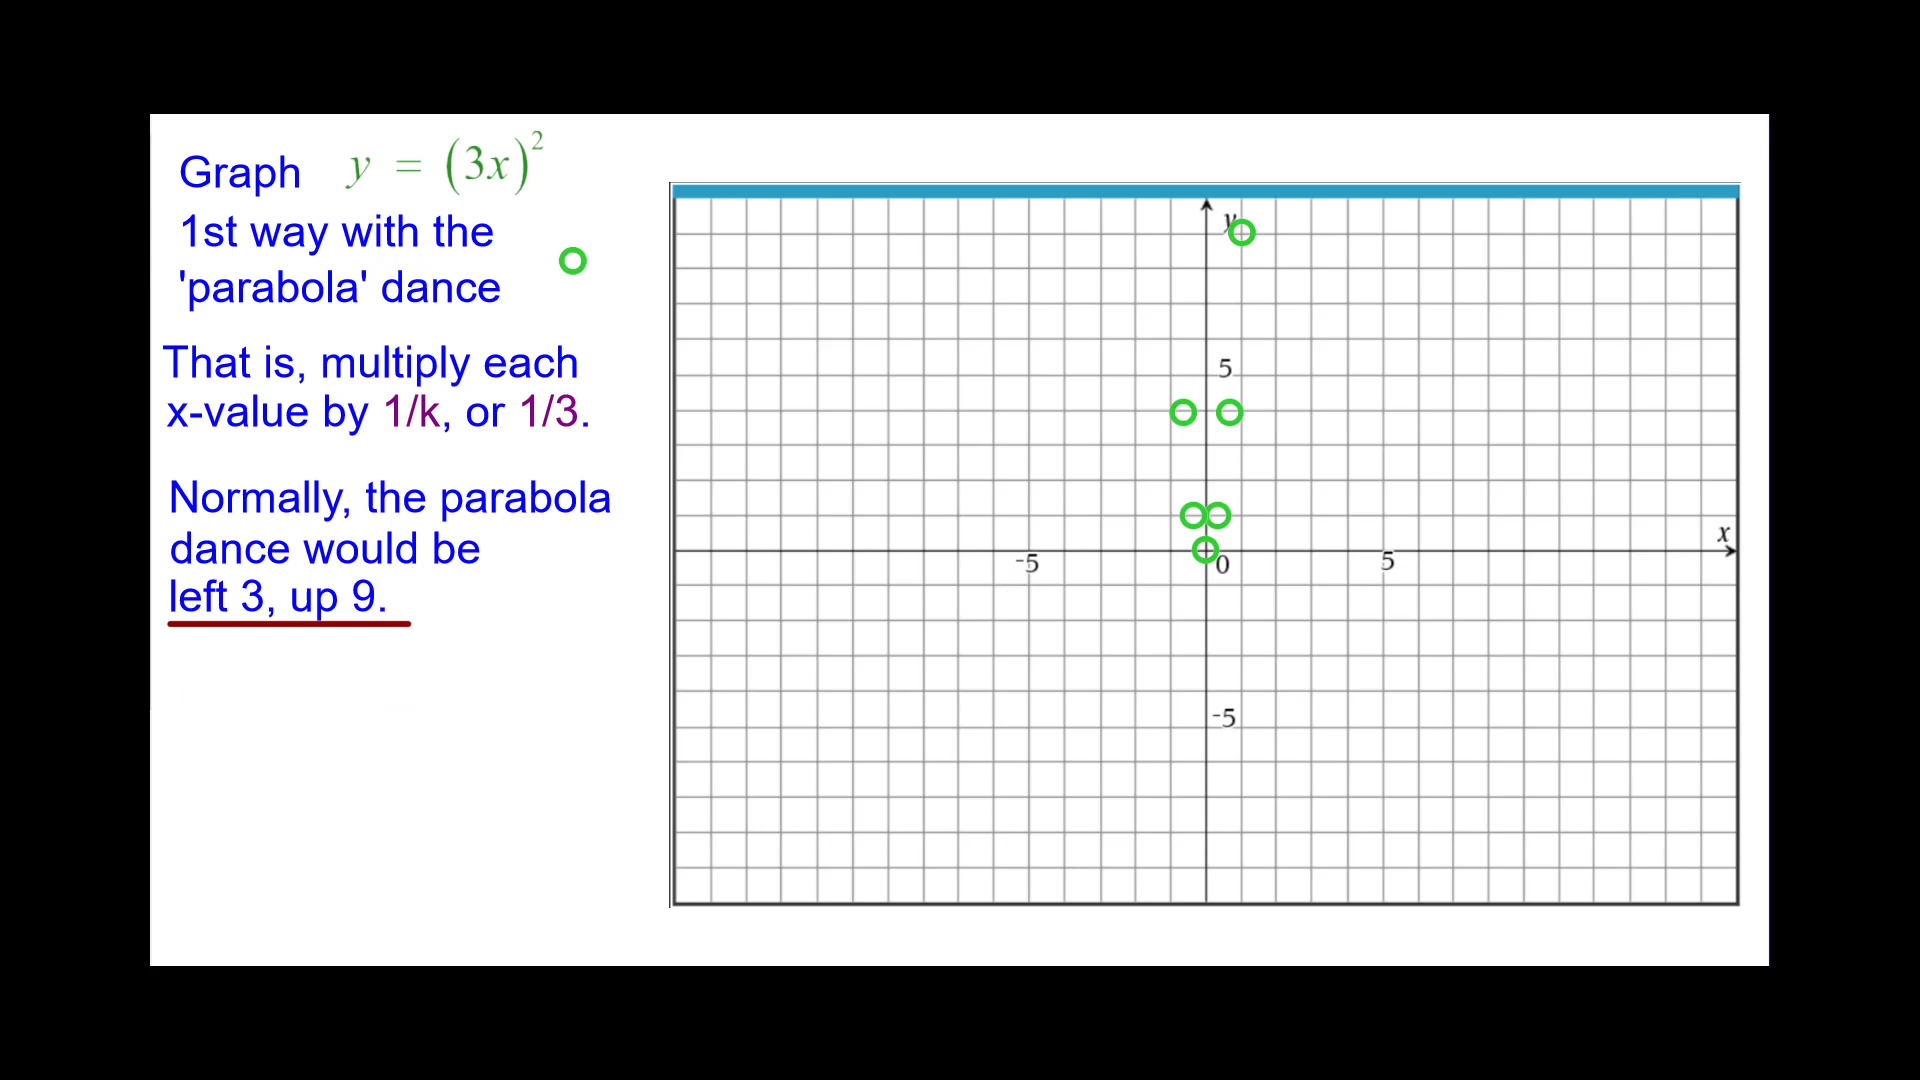 Graph y = (3x)²
1st way with the
'parabola' dance
That is, multiply each
x-value by 1/k, or 1/3.
Normally, the parabola
dance would be
left 3, up 9.
y
5
x
-5 0 5
-5